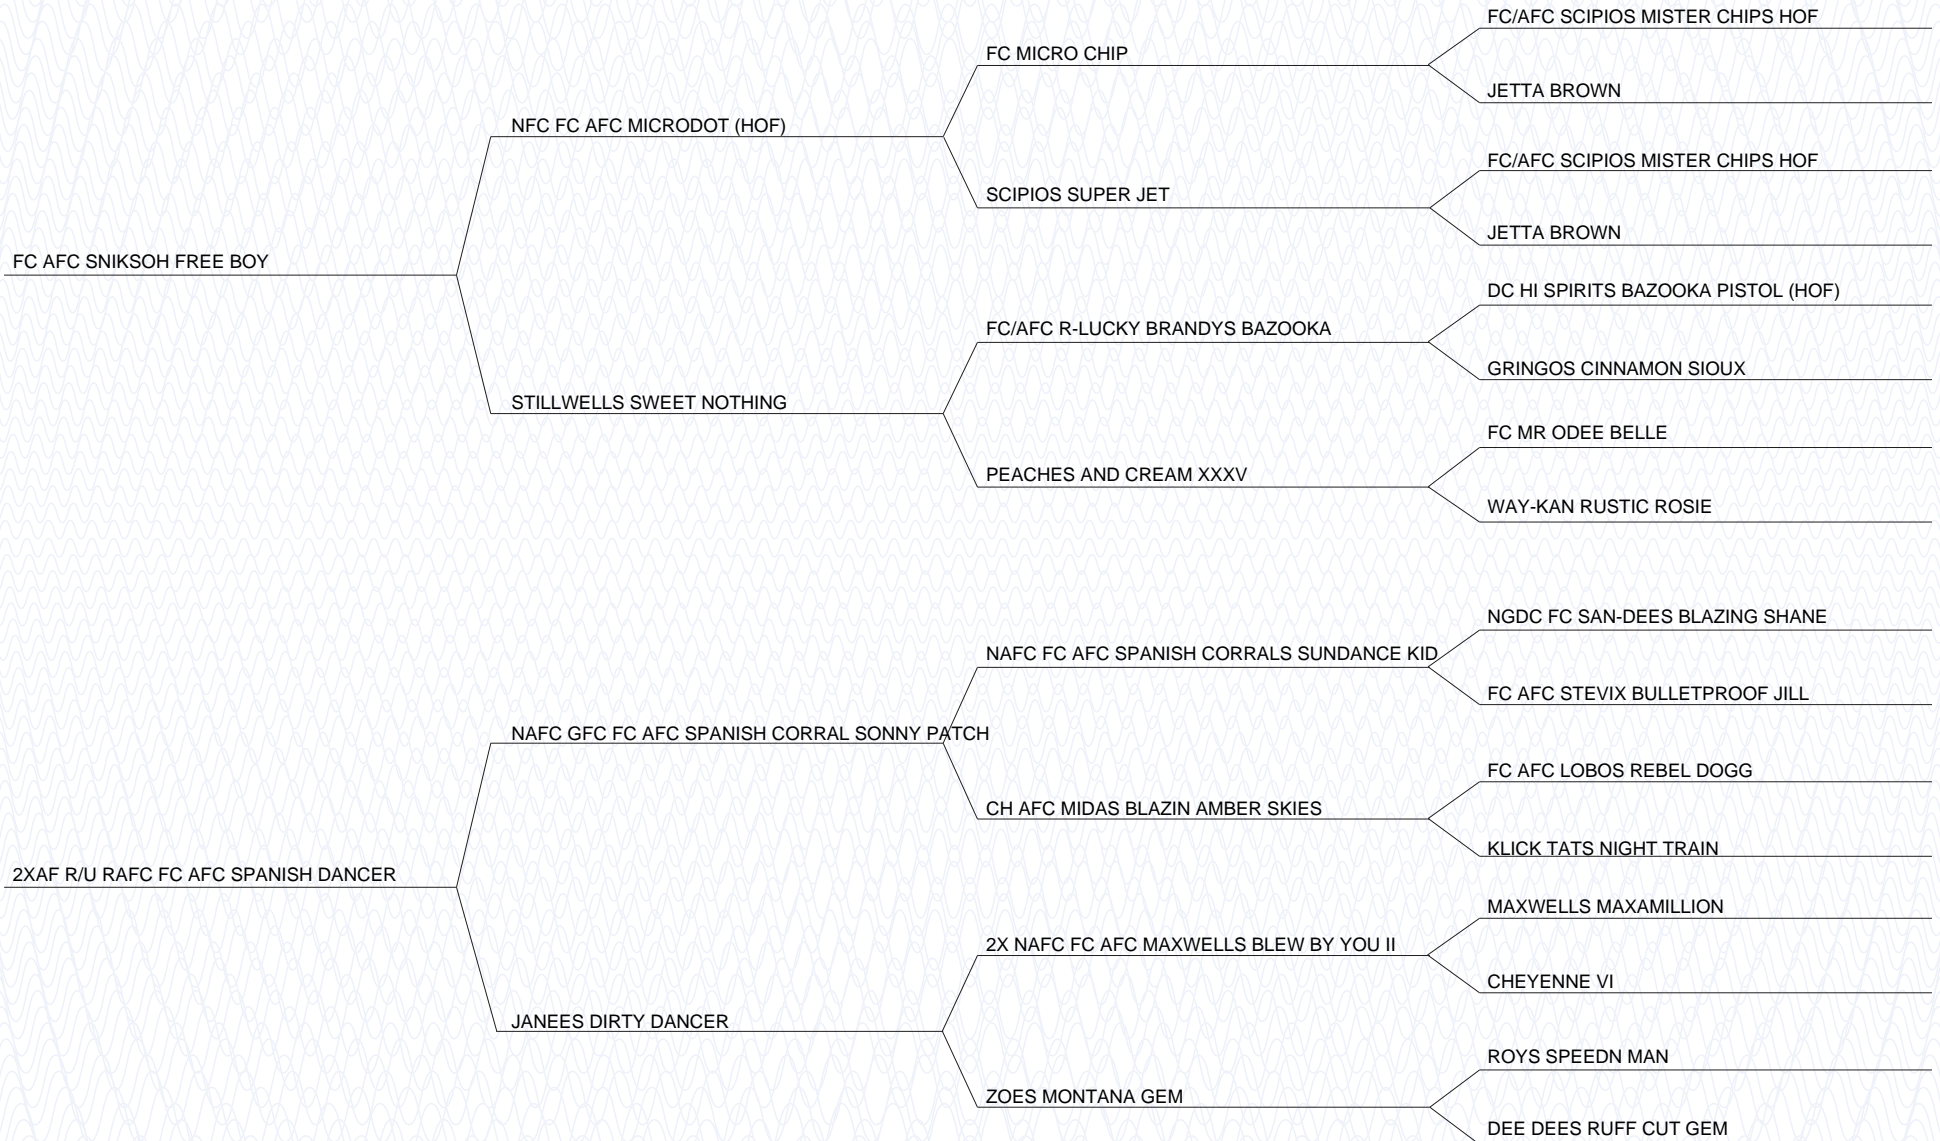 FC/AFC SCIPIOS MISTER CHIPS HOF
FC MICRO CHIP
JETTA BROWN
NFC FC AFC MICRODOT (HOF)
FC/AFC SCIPIOS MISTER CHIPS HOF
SCIPIOS SUPER JET
JETTA BROWN
FC AFC SNIKSOH FREE BOY
DC HI SPIRITS BAZOOKA PISTOL (HOF)
FC/AFC R-LUCKY BRANDYS BAZOOKA
GRINGOS CINNAMON SIOUX
STILLWELLS SWEET NOTHING
FC MR ODEE BELLE
PEACHES AND CREAM XXXV
WAY-KAN RUSTIC ROSIE
NGDC FC SAN-DEES BLAZING SHANE
NAFC FC AFC SPANISH CORRALS SUNDANCE KID
FC AFC STEVIX BULLETPROOF JILL
NAFC GFC FC AFC SPANISH CORRAL SONNY PATCH
FC AFC LOBOS REBEL DOGG
CH AFC MIDAS BLAZIN AMBER SKIES
KLICK TATS NIGHT TRAIN
2XAF R/U RAFC FC AFC SPANISH DANCER
MAXWELLS MAXAMILLION
2X NAFC FC AFC MAXWELLS BLEW BY YOU II
CHEYENNE VI
JANEES DIRTY DANCER
ROYS SPEEDN MAN
ZOES MONTANA GEM
DEE DEES RUFF CUT GEM